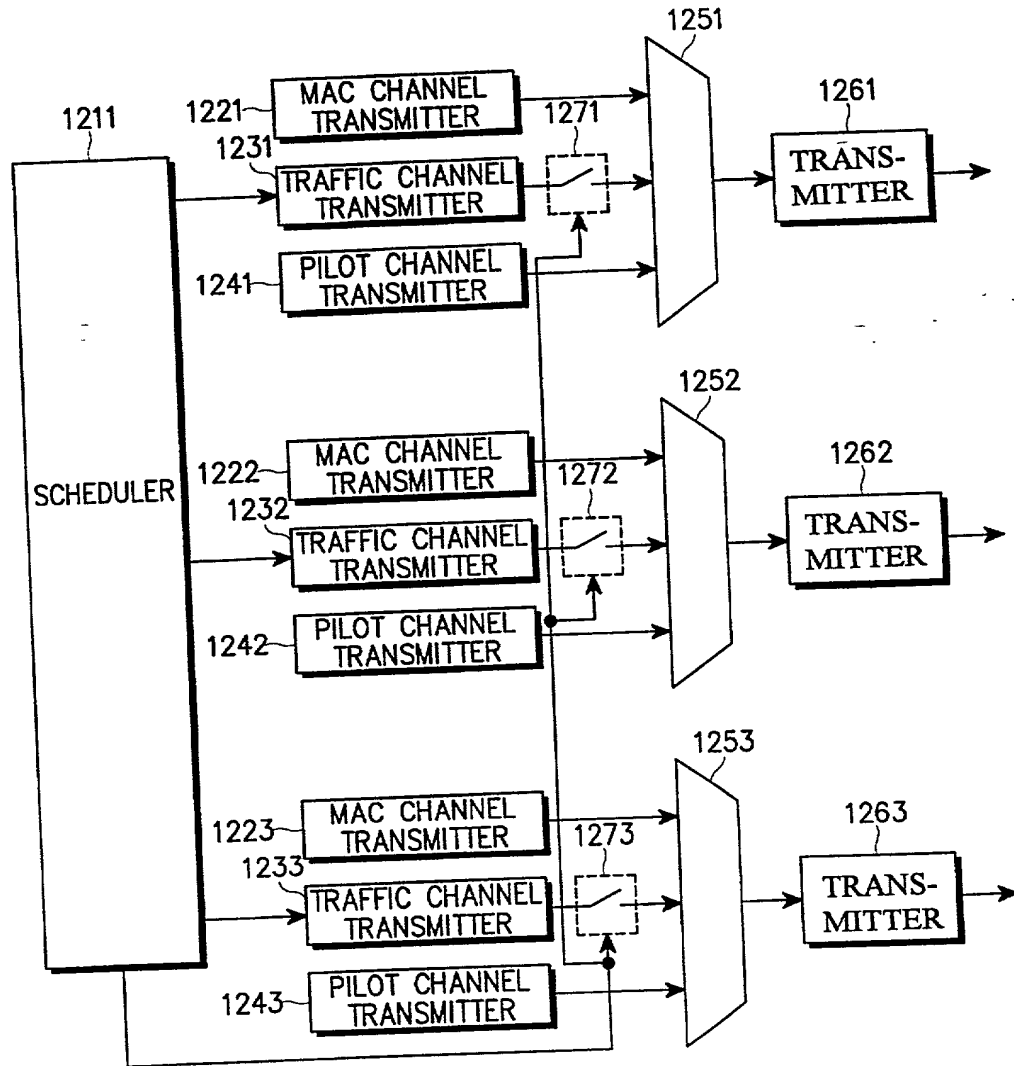 1251
MAC CHANNEL
TRANSMITTER
1221
1211
1271
1261
1231
TRAFFIC CHANNEL
TRANSMITTER
TRANS-
MITTER
1241
PILOT CHANNEL
TRANSMITTER
1252
1222
MAC CHANNEL
TRANSMITTER
SCHEDULER
1272
1262
1232
TRAFFIC CHANNEL
TRANSMITTER
TRANS-
MITTER
1242
PILOT CHANNEL
TRANSMITTER
1253
1223
MAC CHANNEL
TRANSMITTER
1273
1263
1233
TRAFFIC CHANNEL
TRANSMITTER
TRANS-
MITTER
1243
PILOT CHANNEL
TRANSMITTER